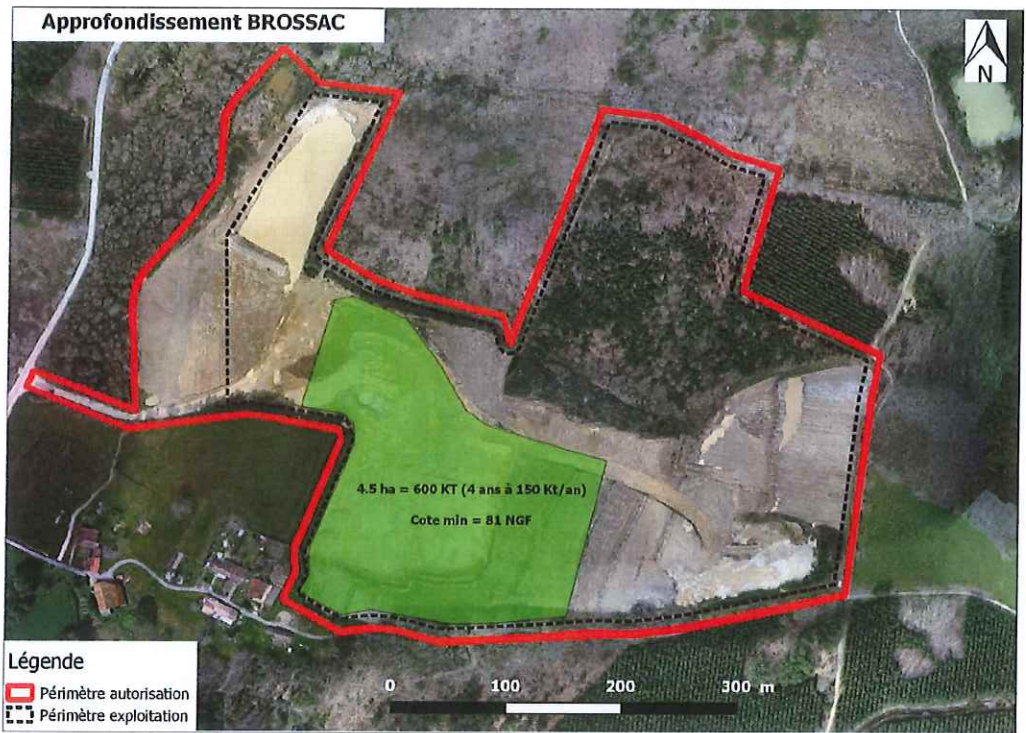 Approfondissement BROSSAC
N
4.5 ha = 600 KT (4 ans à 150 Kt/an)
Cote min = 81 NGF
Légende
Périmètre autorisation
Périmètre exploitation
0 100 200 300 m